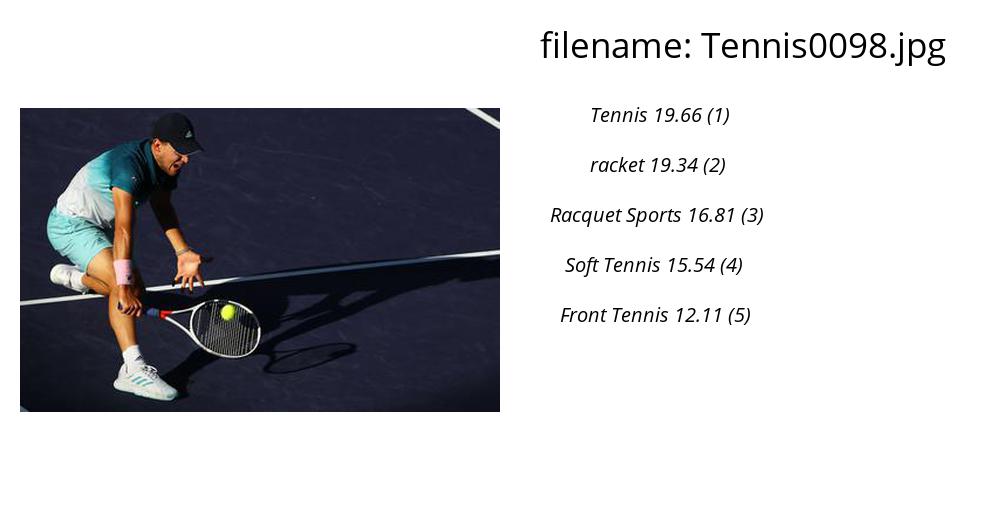 filename: Tennis0098.jpg
Tennis 19.66 (1)
racket 19.34 (2)
Racquet Sports 16.81 (3)
Soft Tennis 15.54 (4)
Front Tennis 12.11 (5)